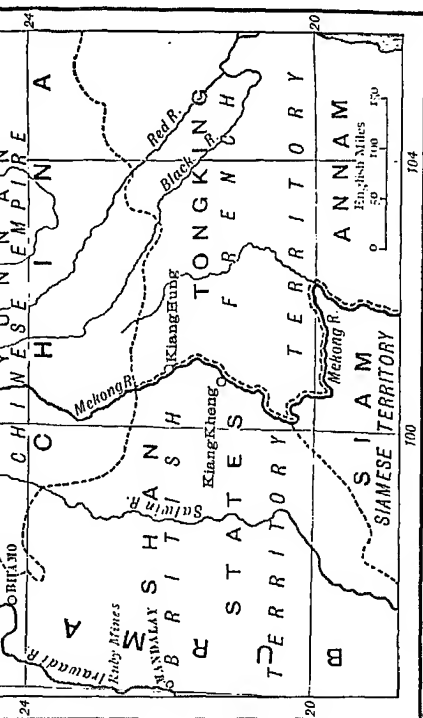 24
24
YUNNAN
CHINESE EMPIRE
CHINA
BHAMO
Irawadi R.
Ruby Mines
MANDALAY
BURMA
SHAN
STATES
BRITISH
TERRITORY
Salwin R.
Mekong R.
Kiang Hung
Kiang Kheng
Red R.
Black R.
TONGKING
FRENCH
TERRITORY
Mekong R.
SIAM
SIAMESE TERRITORY
ANNAM
English Miles
0 50 100 150
20
20
100
104